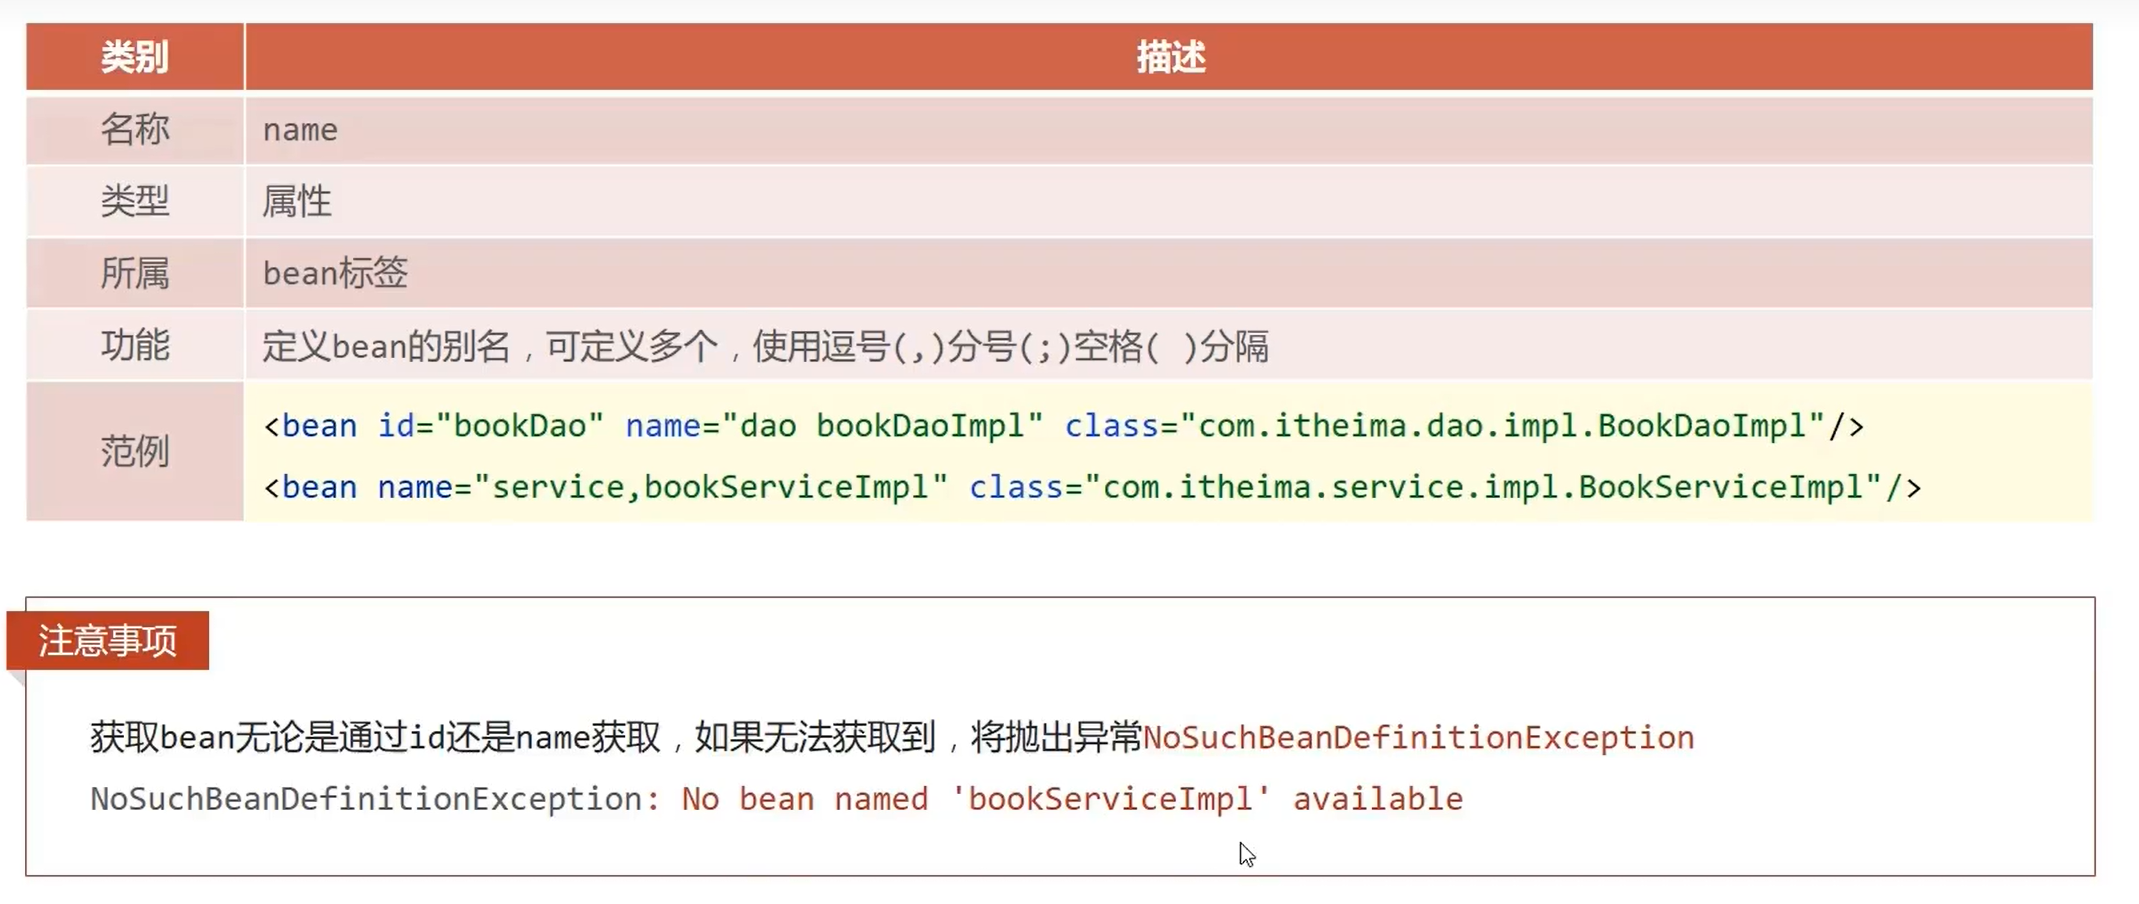 类别 描述
名称 name
类型 属性
所属 bean标签
功能 定义bean的别名，可定义多个，使用逗号(,)分号(;)空格( )分隔
范例
<bean id="bookDao" name="dao bookDaoImpl" class="com.itheima.dao.impl.BookDaoImpl"/>
<bean name="service,bookServiceImpl" class="com.itheima.service.impl.BookServiceImpl"/>
注意事项
获取bean无论是通过id还是name获取，如果无法获取到，将抛出异常NoSuchBeanDefinitionException
NoSuchBeanDefinitionException: No bean named 'bookServiceImpl' available